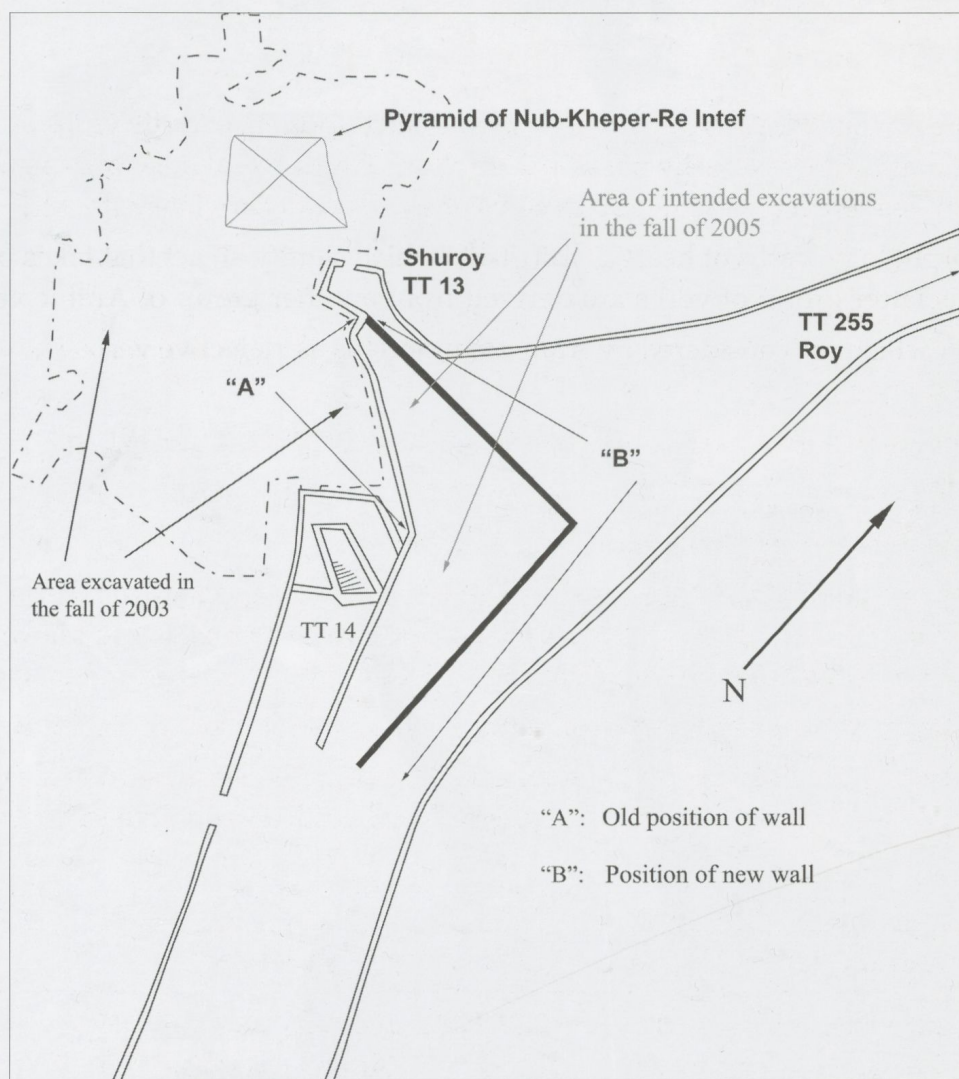 Pyramid of Nub-Kheper-Re Intef
Area of intended excavations
in the fall of 2005
Shuroy
TT 13
TT 255
Roy
"A"
"B"
Area excavated in
the fall of 2003
TT 14
N
"A": Old position of wall
"B": Position of new wall